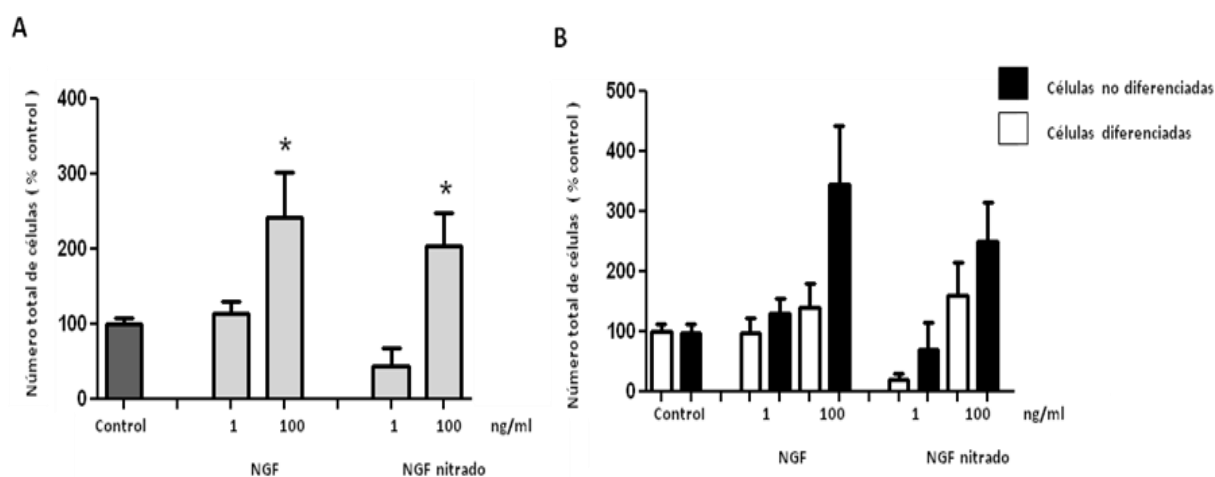 A
Número total de células ( % control )
400
300
200
100
0
*
*
Control
1
100
1
100
ng/ml
NGF
NGF nitrado
B
Número total de células ( % control )
500
400
300
200
100
0
Células no diferenciadas
Células diferenciadas
Control
1
100
1
100
ng/ml
NGF
NGF nitrado